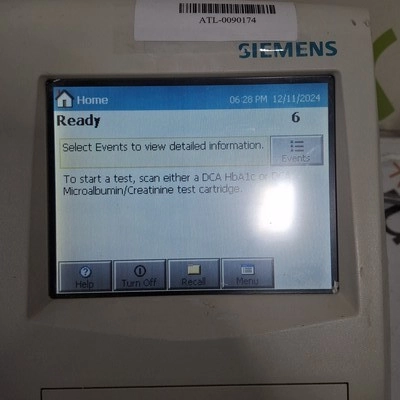 ATL-0090174
SIEMENS
Home
06:28 PM 12/11/2024
Ready
6
Select Events to view detailed information.
Events
To start a test, scan either a DCA HbA1c or DCA
Microalbumin/Creatinine test cartridge.
Help
Turn Off
Recall
Menu